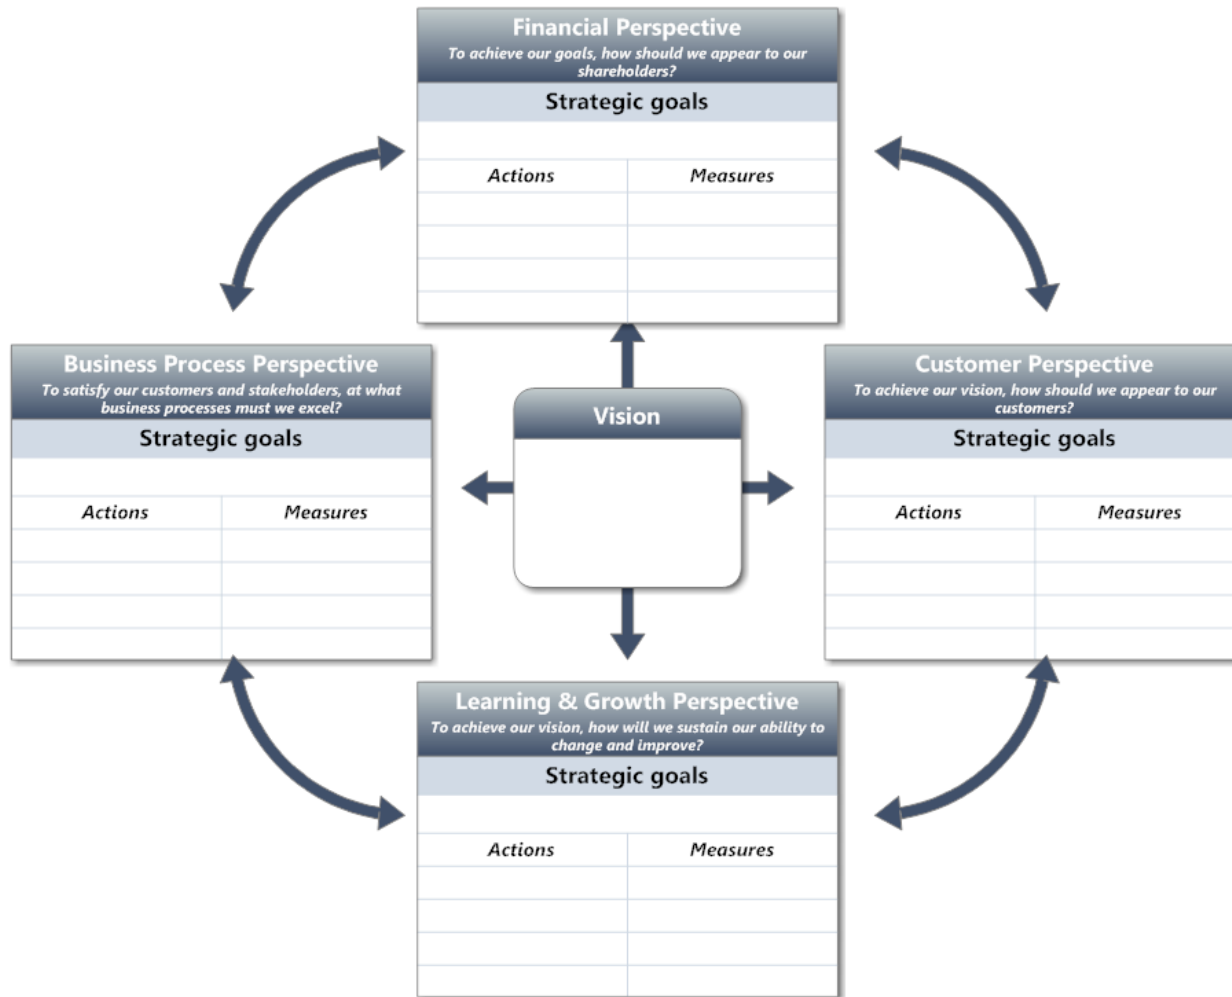 Financial Perspective
To achieve our goals, how should we appear to our
shareholders?
Strategic goals
Actions
Measures
Business Process Perspective
To satisfy our customers and stakeholders, at what
business processes must we excel?
Strategic goals
Actions
Measures
Vision
Customer Perspective
To achieve our vision, how should we appear to our
customers?
Strategic goals
Actions
Measures
Learning & Growth Perspective
To achieve our vision, how will we sustain our ability to
change and improve?
Strategic goals
Actions
Measures